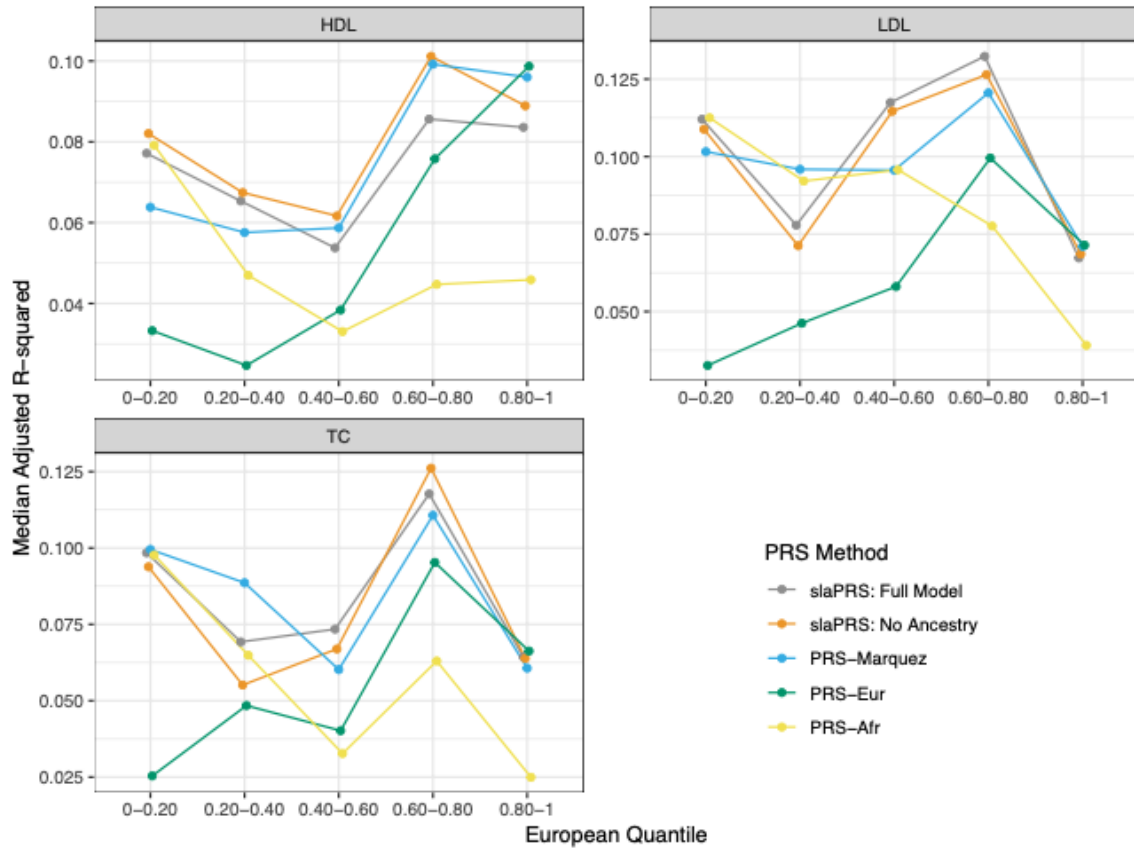 HDL
LDL
0.10
0.08
0.06
0.04
0.125
0.100
0.075
0.050
0−0.20 0.20−0.40 0.40−0.60 0.60−0.80 0.80−1
0−0.20 0.20−0.40 0.40−0.60 0.60−0.80 0.80−1
TC
0.125
0.100
0.075
0.050
0.025
0−0.20 0.20−0.40 0.40−0.60 0.60−0.80 0.80−1
Median Adjusted R−squared
European Quantile
PRS Method
slaPRS: Full Model
slaPRS: No Ancestry
PRS−Marquez
PRS−Eur
PRS−Afr